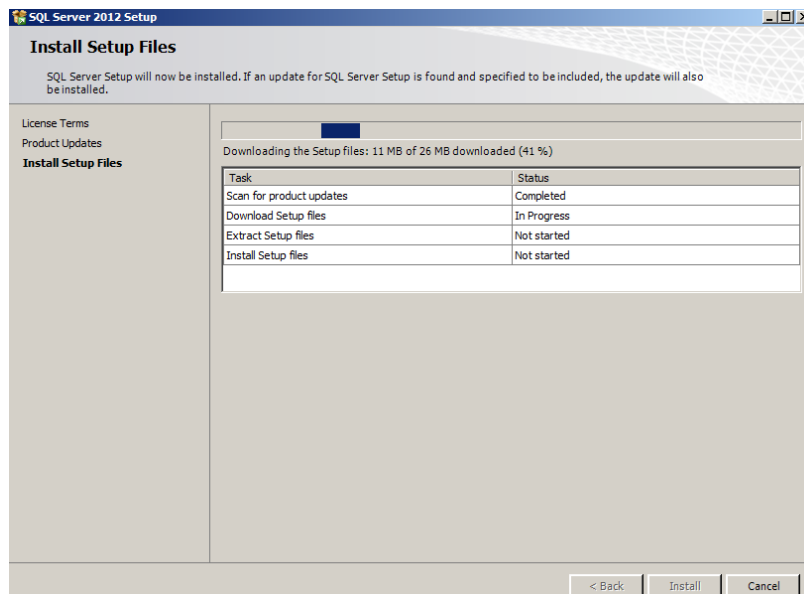 SQL Server 2012 Setup
Install Setup Files
SQL Server Setup will now be installed. If an update for SQL Server Setup is found and specified to be included, the update will also
be installed.
License Terms
Product Updates
Install Setup Files
Downloading the Setup files: 11 MB of 26 MB downloaded (41 %)
Task Status
Scan for product updates Completed
Download Setup files In Progress
Extract Setup files Not started
Install Setup files Not started
< Back Install Cancel